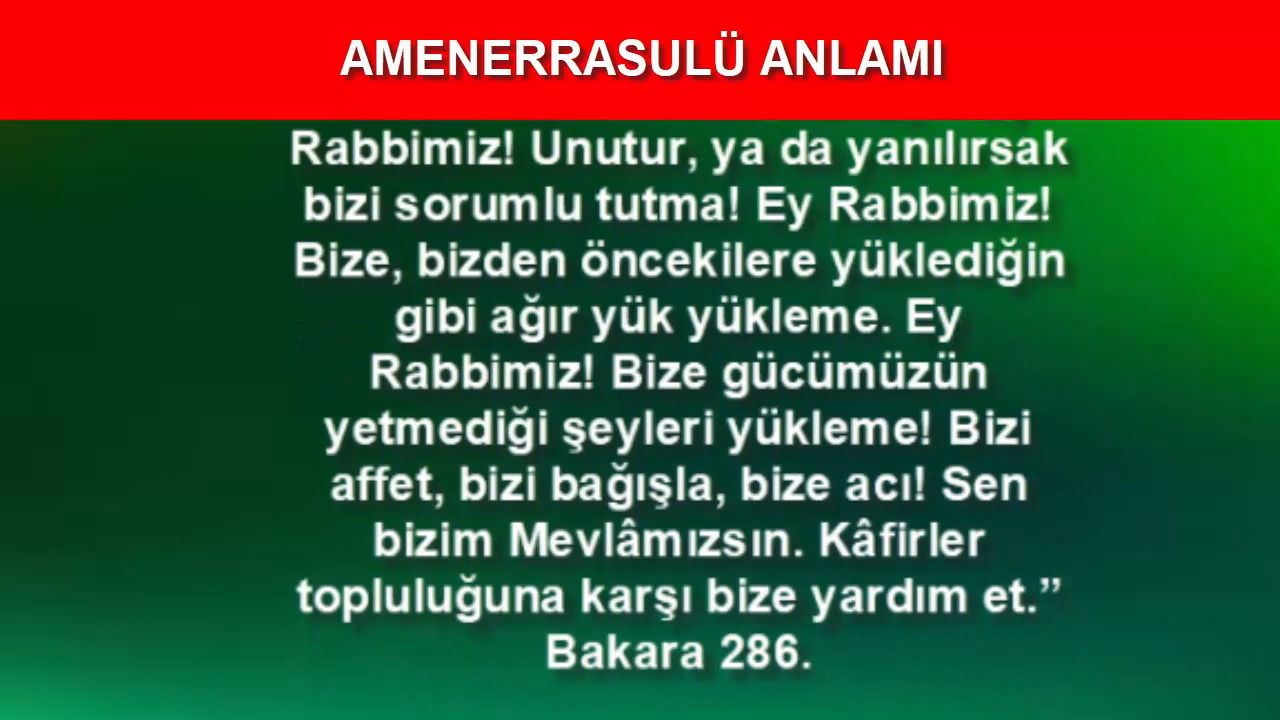 AMENERRASULÜ ANLAMI
Rabbimiz! Unutur, ya da yanılırsak
bizi sorumlu tutma! Ey Rabbimiz!
Bize, bizden öncekilere yüklediğin
gibi ağır yük yükleme. Ey
Rabbimiz! Bize gücümüzün
yetmediği şeyleri yükleme! Bizi
affet, bizi bağışla, bize acı! Sen
bizim Mevlâmızsın. Kâfirler
topluluğuna karşı bize yardım et.”
Bakara 286.